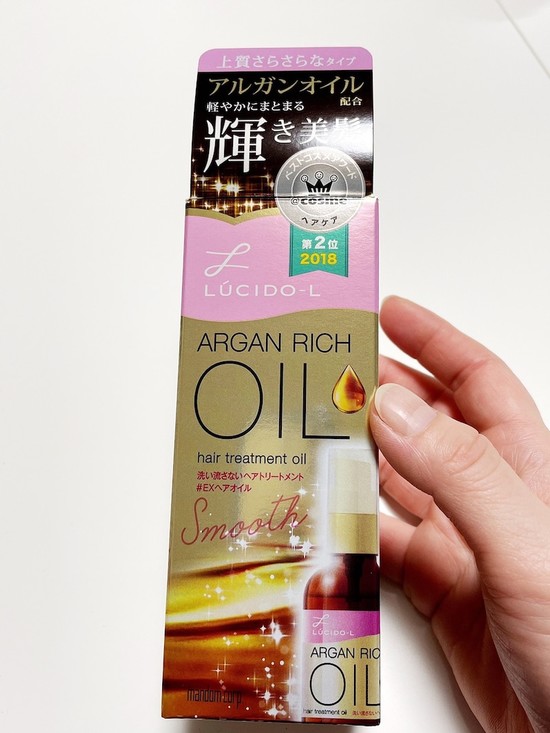 上質さらさらなタイプ
アルガンオイル
配合
軽やかにまとまる
輝き美髪
ベストコスメアワード
@cosme
ヘアケア
第2位
2018
LÚCIDO-L
ARGAN RICH
OIL
hair treatment oil
洗い流さないヘアトリートメント
#EXヘアオイル
Smooth
LÚCIDO-L
ARGAN RIC
OIL
hair treatment oil
mandom corp